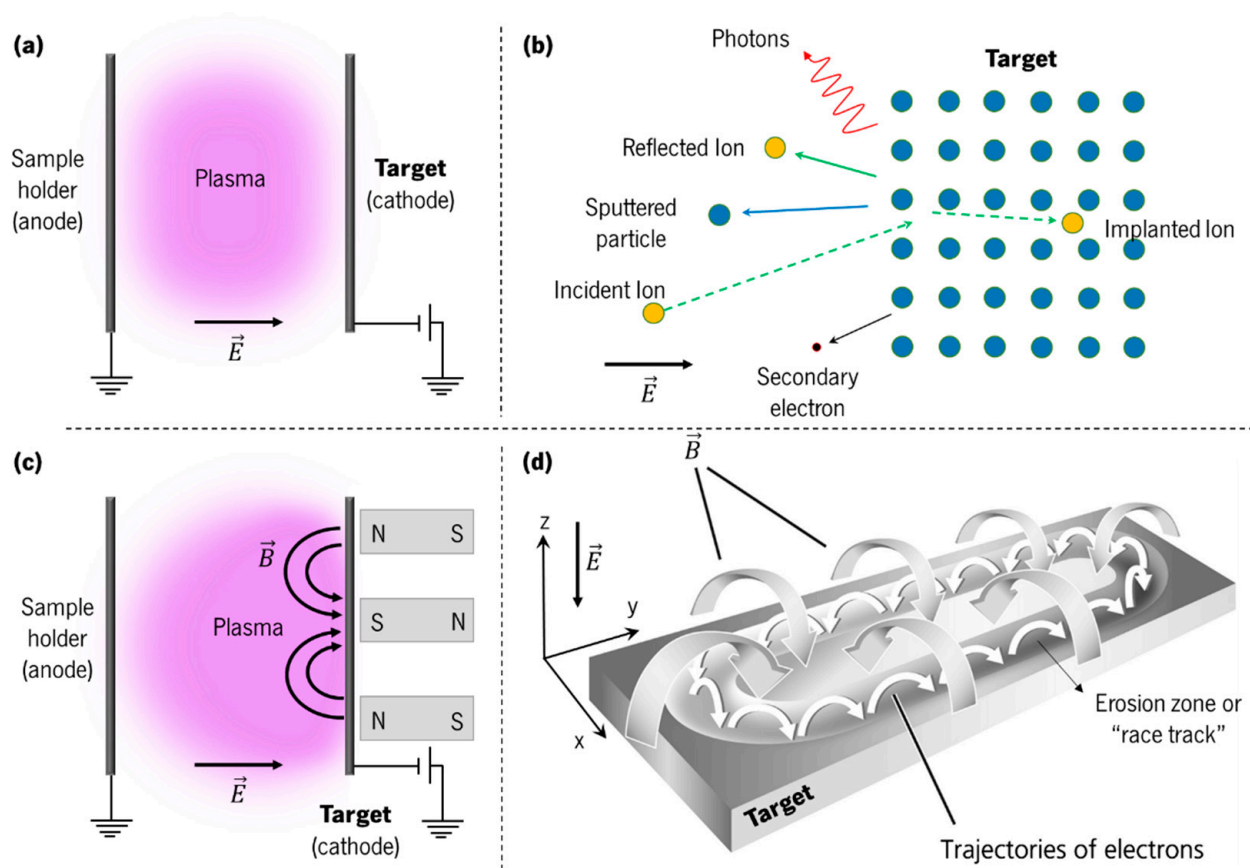 (a)
Sample
holder
(anode)
Plasma
Target
(cathode)
E
(b)
Photons
Target
Reflected Ion
Sputtered
particle
Implanted Ion
Incident Ion
Secondary
electron
E
(c)
B
N S
S N
N S
Sample
holder
(anode)
Plasma
E
Target
(cathode)
(d)
B
z
E
y
x
Erosion zone or
“race track”
Target
Trajectories of electrons